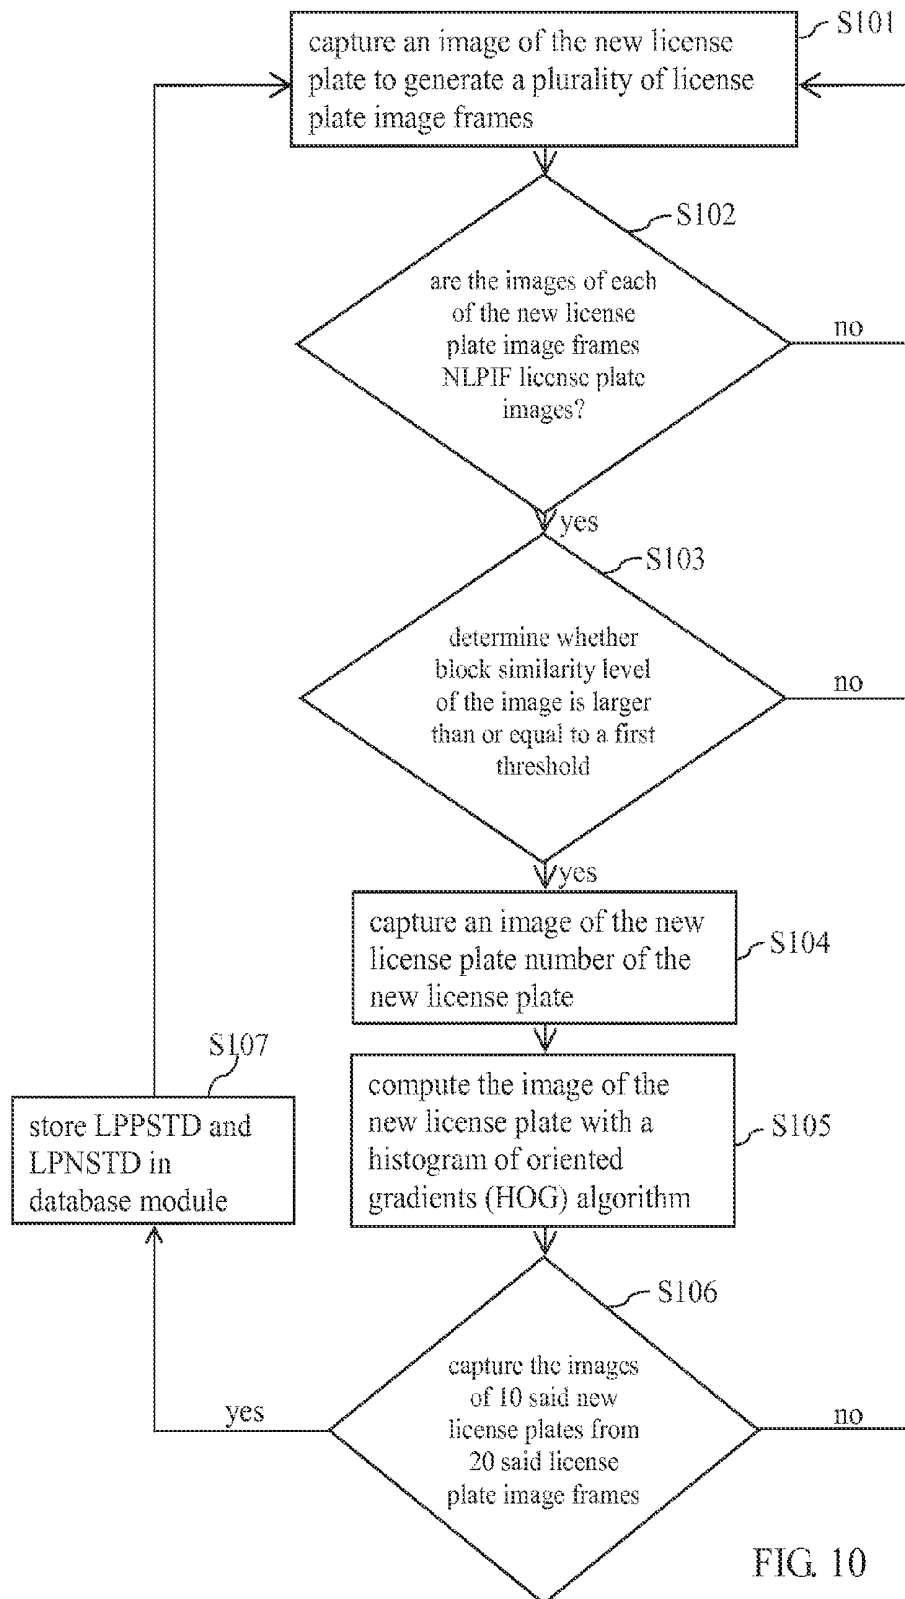 S101
capture an image of the new license
plate to generate a plurality of license
plate image frames
S102
are the images of each
of the new license
plate image frames
NLPIF license plate
images?
no
yes
S103
determine whether
block similarity level
of the image is larger
than or equal to a first
threshold
no
yes
capture an image of the new
license plate number of the
new license plate
S104
S107
store LPPSTD and
LPNSTD in
database module
compute the image of the
new license plate with a
histogram of oriented
gradients (HOG) algorithm
S105
S106
capture the images
of 10 said new
license plates from
20 said license
plate image frames
yes
no
FIG. 10